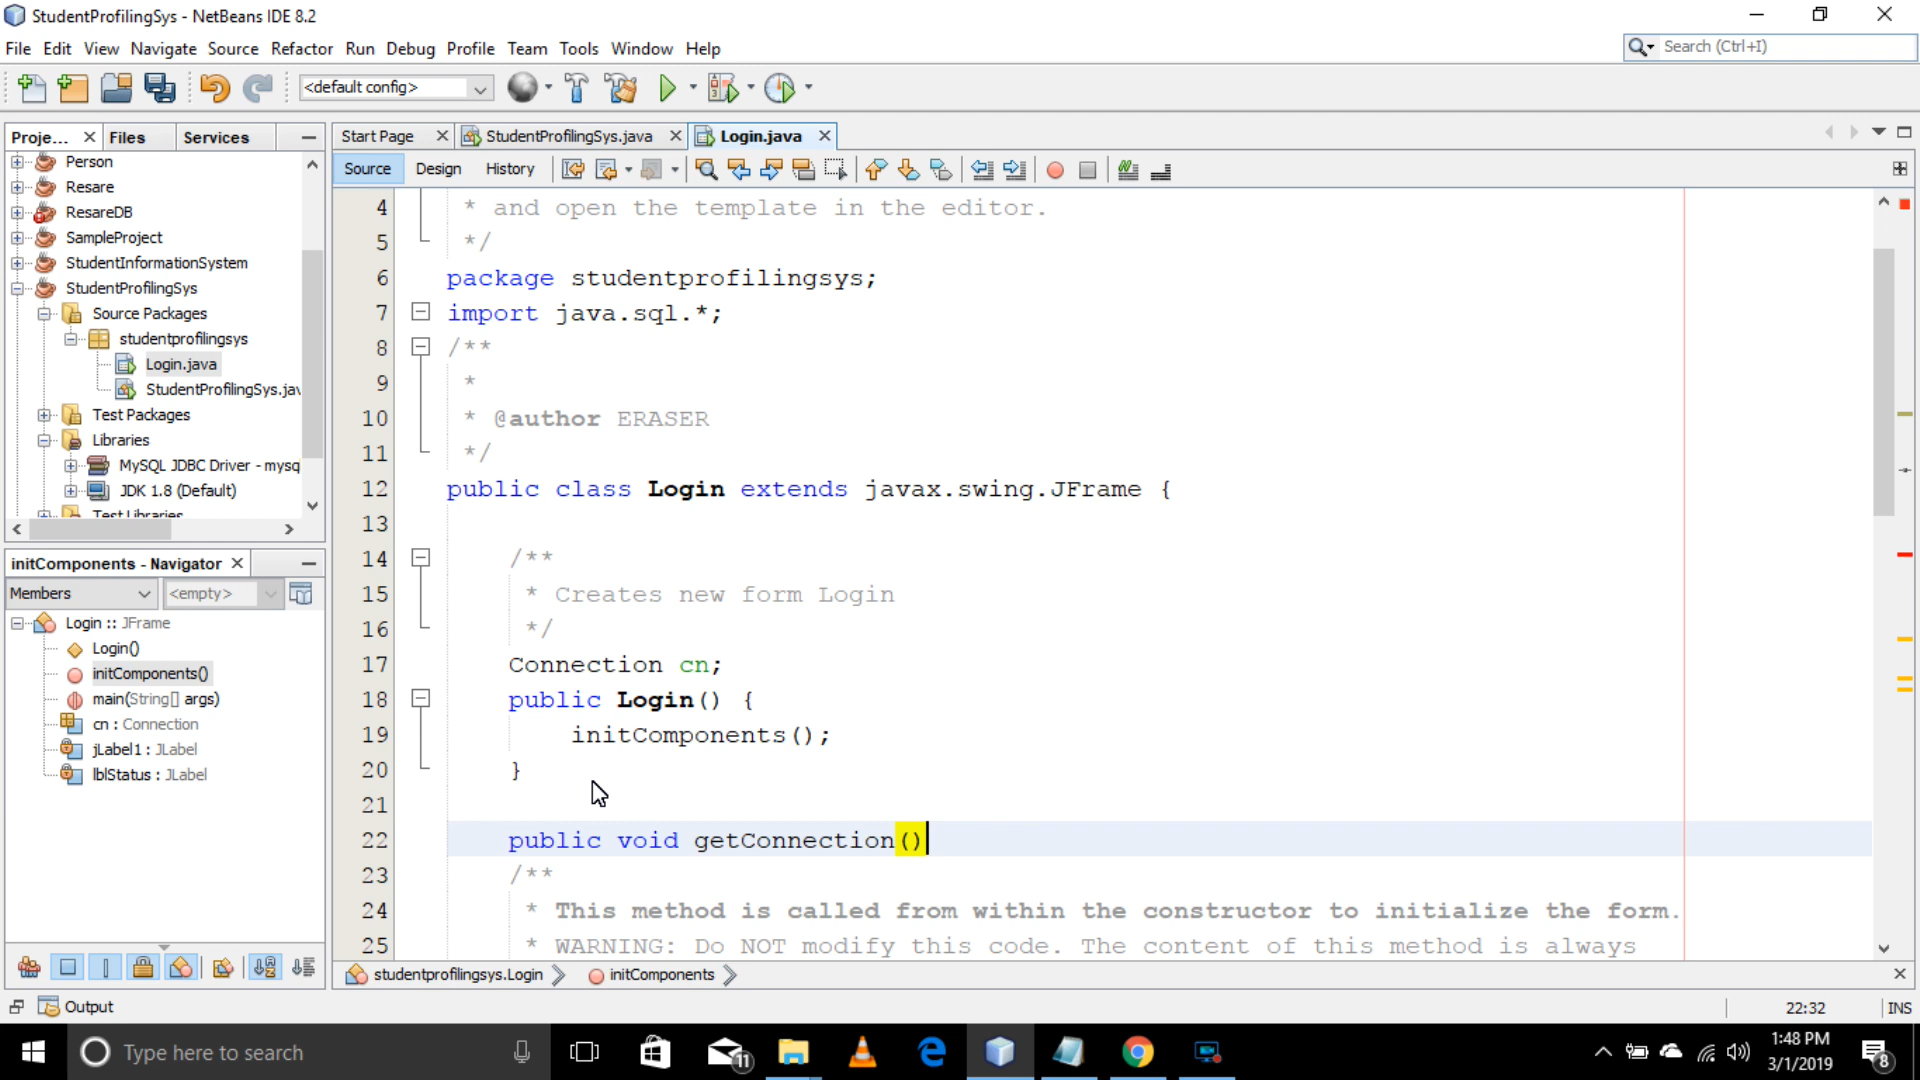 StudentProfilingSys - NetBeans IDE 8.2
File Edit View Navigate Source Refactor Run Debug Profile Team Tools Window Help
Search (Ctrl+I)
<default config>
Proje... Files Services
Start Page StudentProfilingSys.java Login.java
Source Design History
Person
Resare
ResareDB
SampleProject
StudentInformationSystem
StudentProfilingSys
Source Packages
studentprofilingsys
Login.java
StudentProfilingSys.jav
Test Packages
Libraries
MySQL JDBC Driver - mysq
JDK 1.8 (Default)
Test Libraries
initComponents - Navigator
Members <empty>
Login :: JFrame
Login()
initComponents()
main(String[] args)
cn : Connection
jLabel1 : JLabel
lblStatus : JLabel
4 * and open the template in the editor.
5 */
6 package studentprofilingsys;
7 import java.sql.*;
8 /**
9 *
10 * @author ERASER
11 */
12 public class Login extends javax.swing.JFrame {
13
14 /**
15 * Creates new form Login
16 */
17 Connection cn;
18 public Login() {
19 initComponents();
20 }
21
22 public void getConnection()
23 /**
24 * This method is called from within the constructor to initialize the form.
25 * WARNING: Do NOT modify this code. The content of this method is always
studentprofilingsys.Login initComponents
Output
22:32 INS
Type here to search
11
1:48 PM
3/1/2019
8